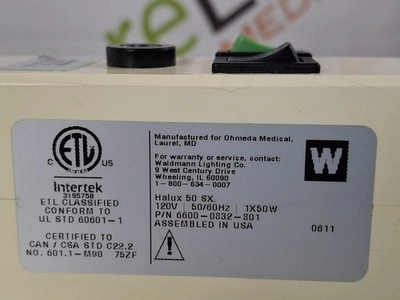 ETL
C US
LISTED
Intertek
3169758
ETL CLASSIFIED
CONFORM TO
UL STD 60601-1
CERTIFIED TO
CAN / CSA STD C22.2
NO. 601.1-M90 75ZF
Manufactured for Ohmeda Medical,
Laurel, MD
For warranty or service, contact:
Waldmann Lighting Co.
9 West Century Drive
Wheeling, IL 60090
1-800-634-0007
Halux 50 SX
120V | 50/60Hz | 1X50W
P/N 6600-0832-801
ASSEMBLED IN USA
W
0611